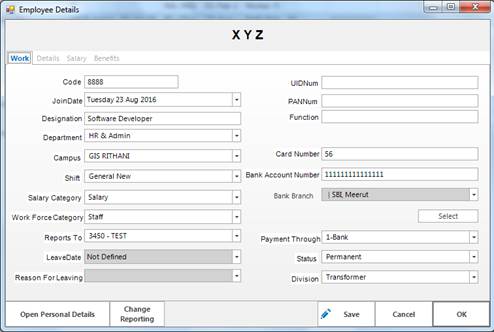 Employee Details
X Y Z
Work Details Salary Benefits
Code 8888
JoinDate Tuesday 23 Aug 2016
Designation Software Developer
Department HR & Admin
Campus GIS RITHANI
Shift General New
Salary Category Salary
Work Force Category Staff
Reports To 3450 - TEST
LeaveDate Not Defined
Reason For Leaving
UIDNum
PANNum
Function
Card Number 56
Bank Account Number 111111111111111
Bank Branch | SBI, Meerut
Select
Payment Through 1-Bank
Status Permanent
Division Transformer
Open Personal Details
Change
Reporting
Save Cancel OK